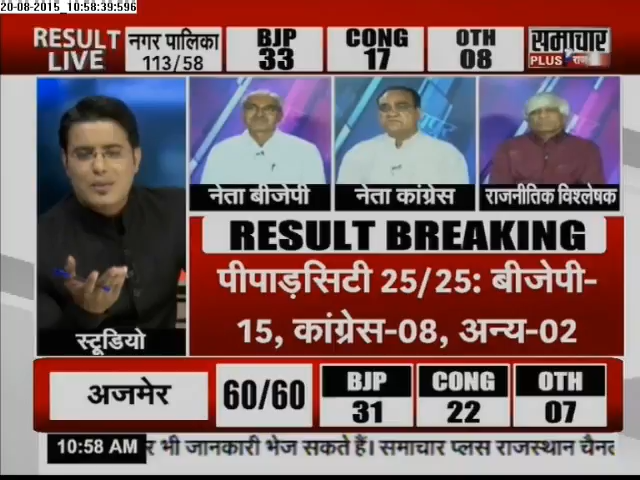 20-08-2015_10:58:39:596
RESULT LIVE
नगर पालिका
113/58
BJP
33
CONG
17
OTH
08
समाचार
PLUS
नेता बीजेपी
नेता कांग्रेस
राजनीतिक विश्लेषक
स्टूडियो
RESULT BREAKING
पीपाड़सिटी 25/25: बीजेपी-
15, कांग्रेस-08, अन्य-02
अजमेर
60/60
BJP
31
CONG
22
OTH
07
10:58 AM
भी जानकारी भेज सकते हैं। समाचार प्लस राजस्थान